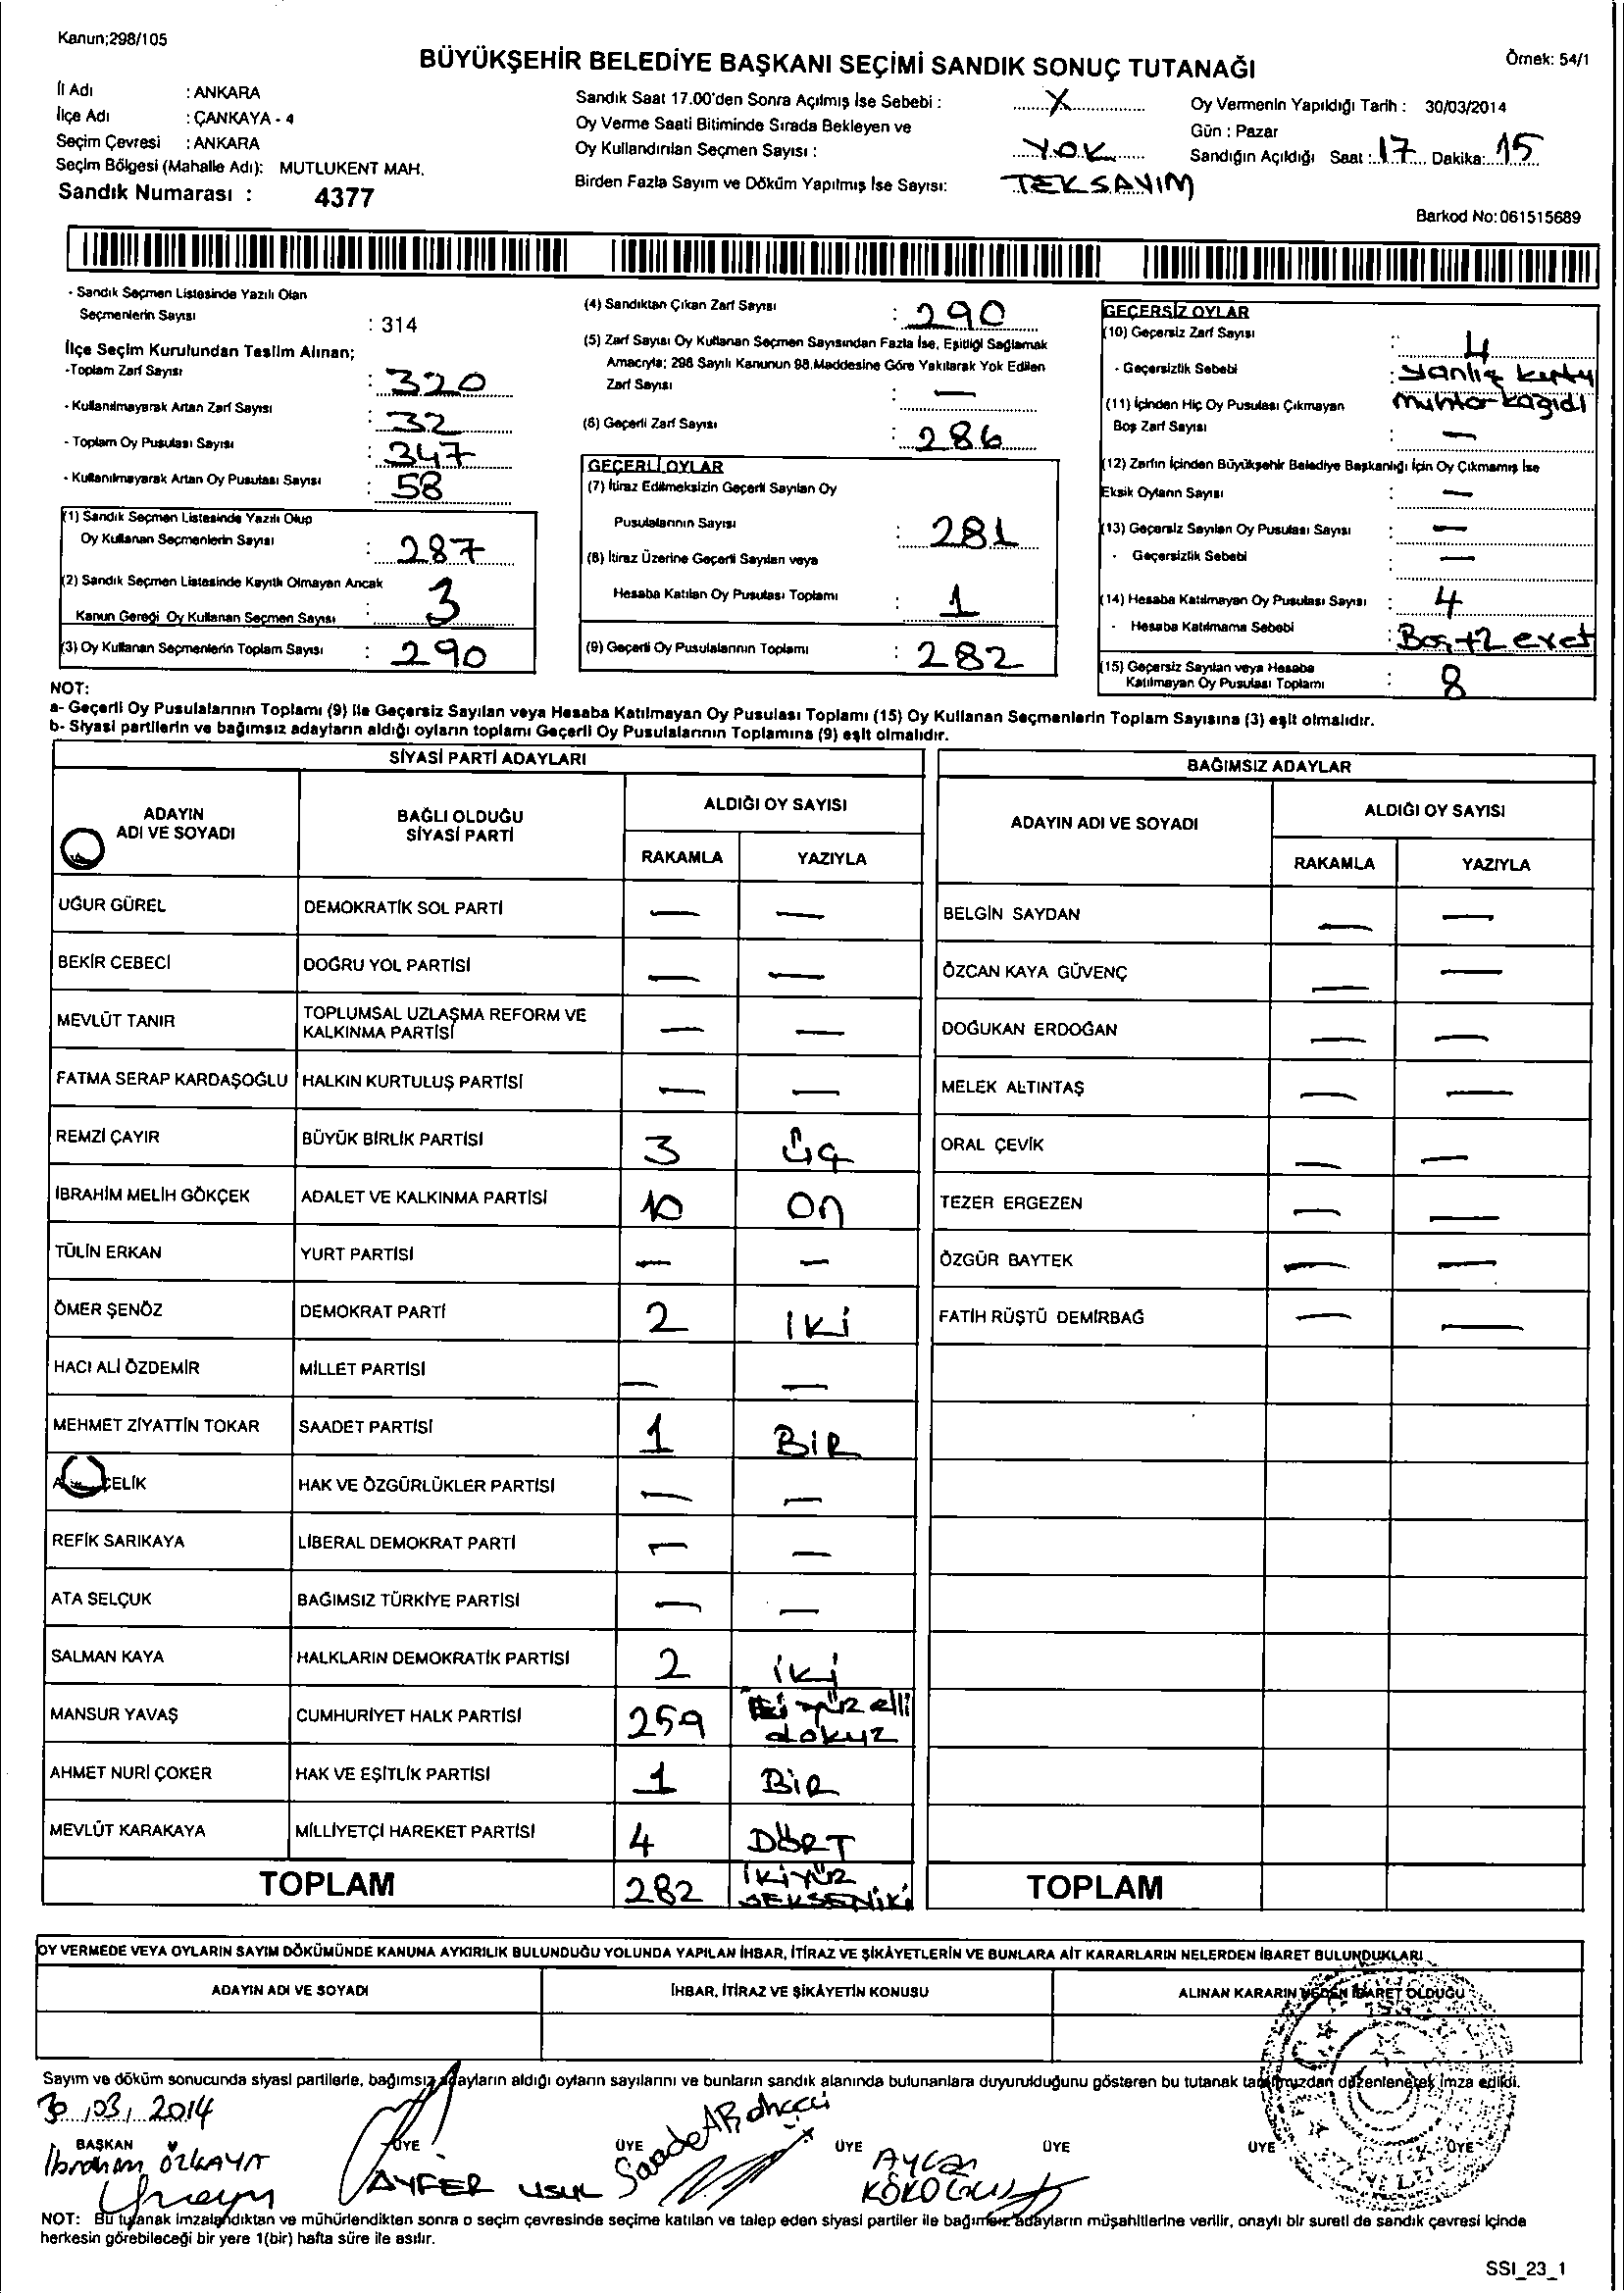 Kanun;298/105
BÜYÜKŞEHİR BELEDİYE BAŞKANI SEÇİMİ SANDIK SONUÇ TUTANAĞI
Örnek: 54/1
İl Adı : ANKARA
İlçe Adı : ÇANKAYA - 4
Seçim Çevresi : ANKARA
Seçim Bölgesi (Mahalle Adı): MUTLUKENT MAH.
Sandık Numarası : 4377
Sandık Saat 17.00'den Sonra Açılmış İse Sebebi : X
Oy Verme Saati Bitiminde Sırada Bekleyen ve
Oy Kullandırılan Seçmen Sayısı : YOK
Birden Fazla Sayım ve Döküm Yapılmış İse Sayısı: TEK SAYIM
Oy Vermenin Yapıldığı Tarih : 30/03/2014
Gün : Pazar
Sandığın Açıldığı Saat : 17 Dakika: 15
Barkod No:061515689
- Sandık Seçmen Listesinde Yazılı Olan
Seçmenlerin Sayısı : 314
İlçe Seçim Kurulundan Teslim Alınan;
-Toplam Zarf Sayısı : 320
- Kullanılmayarak Artan Zarf Sayısı : 32
- Toplam Oy Pusulası Sayısı : 347
- Kullanılmayarak Artan Oy Pusulası Sayısı : 58
(1) Sandık Seçmen Listesinde Yazılı Olup
Oy Kullanan Seçmenlerin Sayısı : 287
(2) Sandık Seçmen Listesinde Kayıtlı Olmayan Ancak
Kanun Gereği Oy Kullanan Seçmen Sayısı : 3
(3) Oy Kullanan Seçmenlerin Toplam Sayısı : 290
(4) Sandıktan Çıkan Zarf Sayısı : 290
(5) Zarf Sayısı Oy Kullanan Seçmen Sayısından Fazla İse, Eşitliği Sağlamak
Amacıyla; 298 Sayılı Kanunun 98.Maddesine Göre Yakılarak Yok Edilen
Zarf Sayısı : —
(6) Geçerli Zarf Sayısı : 286
GEÇERLİ OYLAR
(7) İtiraz Edilmeksizin Geçerli Sayılan Oy
Pusulalarının Sayısı : 281
(8) İtiraz Üzerine Geçerli Sayılan veya
Hesaba Katılan Oy Pusulası Toplamı : 1
(9) Geçerli Oy Pusulalarının Toplamı : 282
GEÇERSİZ OYLAR
(10) Geçersiz Zarf Sayısı : 4
- Geçersizlik Sebebi : yanlış kutu
(11) İçinden Hiç Oy Pusulası Çıkmayan muhtar kağıdı
Boş Zarf Sayısı : —
(12) Zarfın İçinden Büyükşehir Belediye Başkanlığı İçin Oy Çıkmamış İse
Eksik Oyların Sayısı : —
(13) Geçersiz Sayılan Oy Pusulası Sayısı : —
- Geçersizlik Sebebi : —
(14) Hesaba Katılmayan Oy Pusulası Sayısı : 4
- Hesaba Katılmama Sebebi : Boş+2 evet
(15) Geçersiz Sayılan veya Hesaba
Katılmayan Oy Pusulası Toplamı : 8
NOT:
a- Geçerli Oy Pusulalarının Toplamı (9) ile Geçersiz Sayılan veya Hesaba Katılmayan Oy Pusulası Toplamı (15) Oy Kullanan Seçmenlerin Toplam Sayısına (3) eşit olmalıdır.
b- Siyasi partilerin ve bağımsız adayların aldığı oyların toplamı Geçerli Oy Pusulalarının Toplamına (9) eşit olmalıdır.
SİYASİ PARTİ ADAYLARI
ADAYIN ADI VE SOYADI
BAĞLI OLDUĞU SİYASİ PARTİ
ALDIĞI OY SAYISI
RAKAMLA YAZIYLA
UĞUR GÜREL DEMOKRATİK SOL PARTİ — —
BEKİR CEBECİ DOĞRU YOL PARTİSİ — —
MEVLÜT TANIR TOPLUMSAL UZLAŞMA REFORM VE KALKINMA PARTİSİ — —
FATMA SERAP KARDAŞOĞLU HALKIN KURTULUŞ PARTİSİ — —
REMZİ ÇAYIR BÜYÜK BİRLİK PARTİSİ 3 üç
İBRAHİM MELİH GÖKÇEK ADALET VE KALKINMA PARTİSİ 10 On
TÜLİN ERKAN YURT PARTİSİ — —
ÖMER ŞENÖZ DEMOKRAT PARTİ 2 iki
HACI ALİ ÖZDEMİR MİLLET PARTİSİ — —
MEHMET ZİYATTİN TOKAR SAADET PARTİSİ 1 BİR
ÇELİK HAK VE ÖZGÜRLÜKLER PARTİSİ — —
REFİK SARIKAYA LİBERAL DEMOKRAT PARTİ — —
ATA SELÇUK BAĞIMSIZ TÜRKİYE PARTİSİ — —
SALMAN KAYA HALKLARIN DEMOKRATİK PARTİSİ 2 iki
MANSUR YAVAŞ CUMHURİYET HALK PARTİSİ 259 iki yüz elli dokuz
AHMET NURİ ÇOKER HAK VE EŞİTLİK PARTİSİ 1 BİR
MEVLÜT KARAKAYA MİLLİYETÇİ HAREKET PARTİSİ 4 DÖRT
TOPLAM 282 İKİYÜZ SEKSENİKİ
BAĞIMSIZ ADAYLAR
ADAYIN ADI VE SOYADI
ALDIĞI OY SAYISI
RAKAMLA YAZIYLA
BELGİN SAYDAN — —
ÖZCAN KAYA GÜVENÇ — —
DOĞUKAN ERDOĞAN — —
MELEK ALTINTAŞ — —
ORAL ÇEVİK — —
TEZER ERGEZEN — —
ÖZGÜR BAYTEK — —
FATİH RÜŞTÜ DEMİRBAĞ — —
TOPLAM
OY VERMEDE VEYA OYLARIN SAYIM DÖKÜMÜNDE KANUNA AYKIRILIK BULUNDUĞU YOLUNDA YAPILAN İHBAR, İTİRAZ VE ŞİKÂYETLERİN VE BUNLARA AİT KARARLARIN NELERDEN İBARET BULUNDUKLARI
ADAYIN ADI VE SOYADI İHBAR, İTİRAZ VE ŞİKÂYETİN KONUSU ALINAN KARARIN NEDEN İBARET OLDUĞU
Sayım ve döküm sonucunda siyasi partilerle, bağımsız adayların aldığı oyların sayılarını ve bunların sandık alanında bulunanlara duyurulduğunu gösteren bu tutanak tarafımızdan düzenlenerek imza edildi.
30/03/2014
BAŞKAN ÜYE ÜYE ÜYE ÜYE ÜYE ÜYE
İbrahim ÖZKAYA
AYFER USUL
Saadet
Aycan
NOT: Bu tutanak imzalandıktan ve mühürlendikten sonra o seçim çevresinde seçime katılan ve talep eden siyasi partiler ile bağımsız adayların müşahitlerine verilir, onaylı bir sureti de sandık çevresi içinde
herkesin görebileceği bir yere 1(bir) hafta süre ile asılır.
SSI_23_1